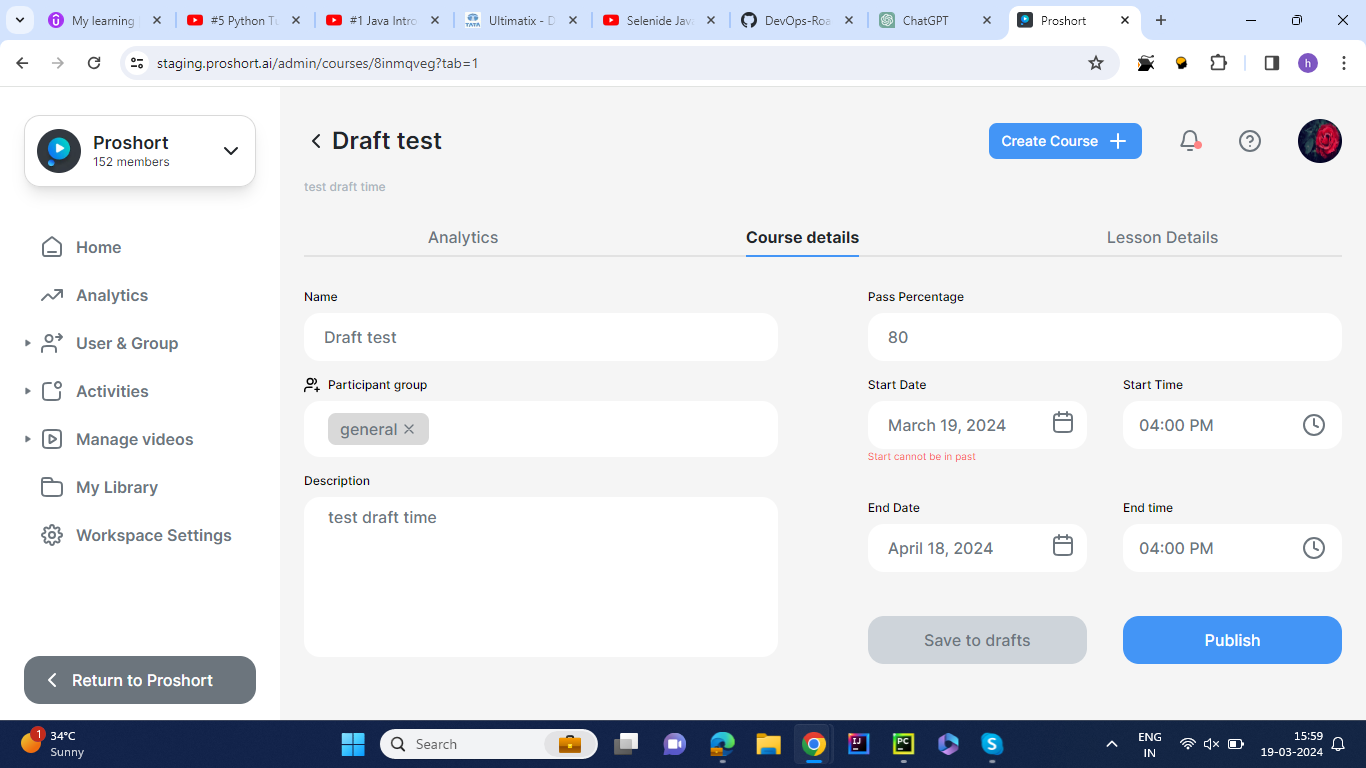 My learning
#5 Python Tu
#1 Java Intro
TATA
Ultimatix - D
Selenide Java
DevOps-Roa
ChatGPT
Proshort
staging.proshort.ai/admin/courses/8inmqveg?tab=1
h
Proshort
152 members
Home
Analytics
User & Group
Activities
Manage videos
My Library
Workspace Settings
Return to Proshort
Draft test
Create Course
test draft time
Analytics
Course details
Lesson Details
Name
Draft test
Participant group
general
Description
test draft time
Pass Percentage
80
Start Date
Start Time
March 19, 2024
04:00 PM
Start cannot be in past
End Date
End time
April 18, 2024
04:00 PM
Save to drafts
Publish
1
34°C
Sunny
Search
IJ
PC
S
ENG
IN
15:59
19-03-2024